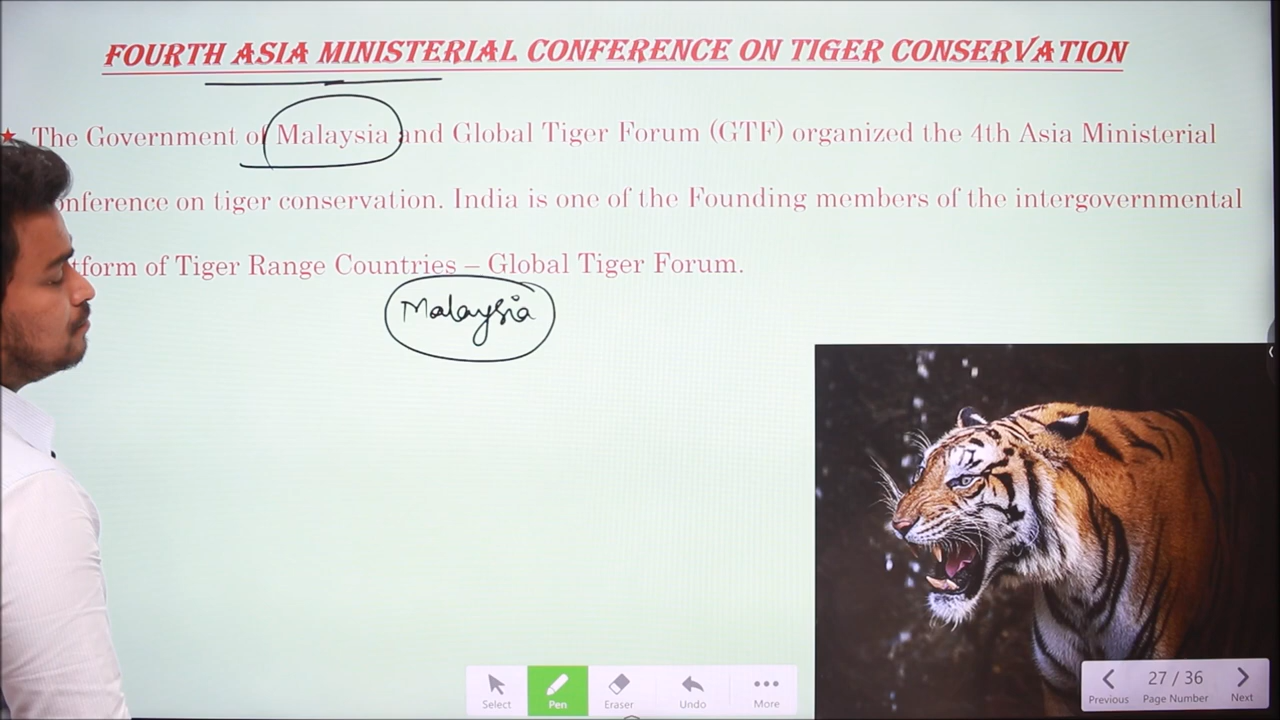 FOURTH ASIA MINISTERIAL CONFERENCE ON TIGER CONSERVATION
The Government of Malaysia and Global Tiger Forum (GTF) organized the 4th Asia Ministerial
onference on tiger conservation. India is one of the Founding members of the intergovernmental
tform of Tiger Range Countries – Global Tiger Forum.
Malaysia
Select Pen Eraser Undo More
Previous 27 / 36 Next
Page Number